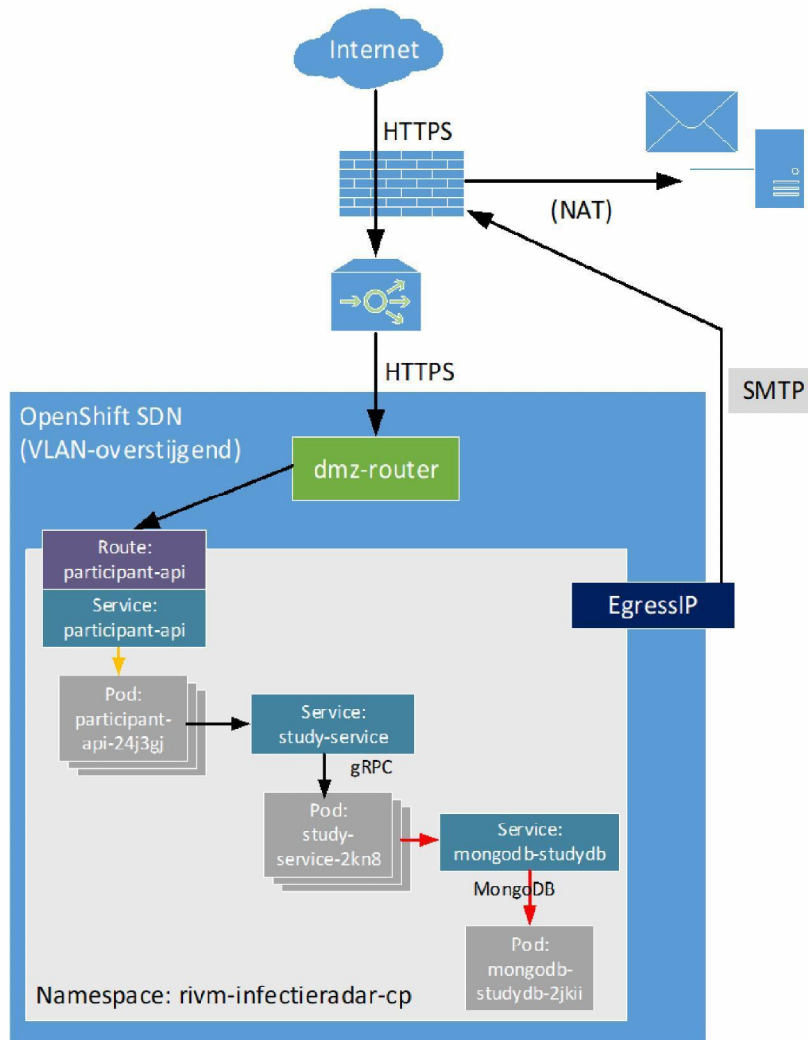 Internet
HTTPS
(NAT)
HTTPS
SMTP
OpenShift SDN
(VLAN-overstijgend)
dmz-router
Route:
participant-api
Service:
participant-api
EgressIP
Pod:
participant-
api-24j3gj
Service:
study-service
gRPC
Pod:
study-
service-2kn8
Service:
mongodb-studydb
MongoDB
Pod:
mongodb-
studydb-2jkii
Namespace: rivm-infectieradar-cp